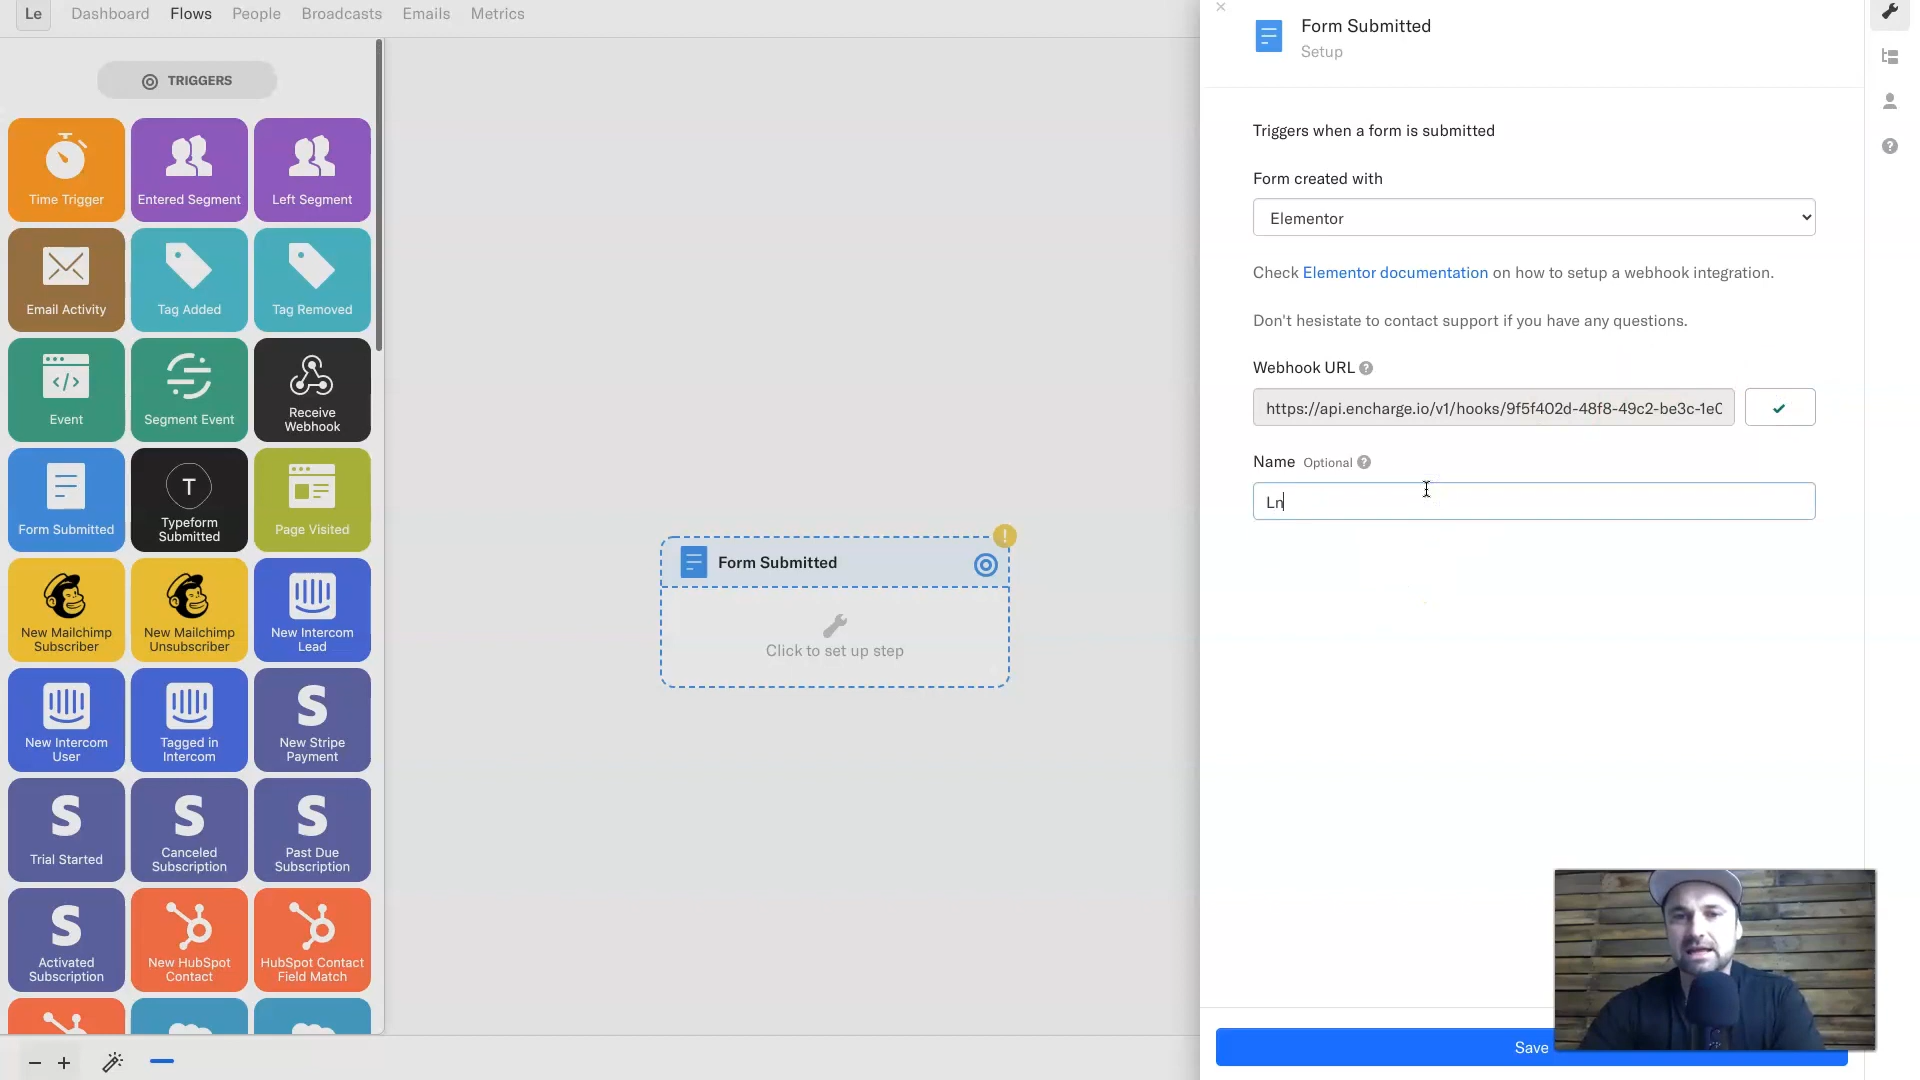 Le
Dashboard
Flows
People
Broadcasts
Emails
Metrics
TRIGGERS
Time Trigger
Entered Segment
Left Segment
Email Activity
Tag Added
Tag Removed
Event
Segment Event
Receive
Webhook
Form Submitted
T
Typeform
Submitted
Page Visited
New Mailchimp
Subscriber
New Mailchimp
Unsubscriber
New Intercom
Lead
New Intercom
User
Tagged in
Intercom
S
New Stripe
Payment
S
Trial Started
S
Canceled
Subscription
S
Past Due
Subscription
S
Activated
Subscription
New HubSpot
Contact
HubSpot Contact
Field Match
Form Submitted
Click to set up step
Form Submitted
Setup
Triggers when a form is submitted
Form created with
Elementor
Check Elementor documentation on how to setup a webhook integration.
Don't hesistate to contact support if you have any questions.
Webhook URL
https://api.encharge.io/v1/hooks/9f5f402d-48f8-49c2-be3c-1e0
Name Optional
Ln
Save